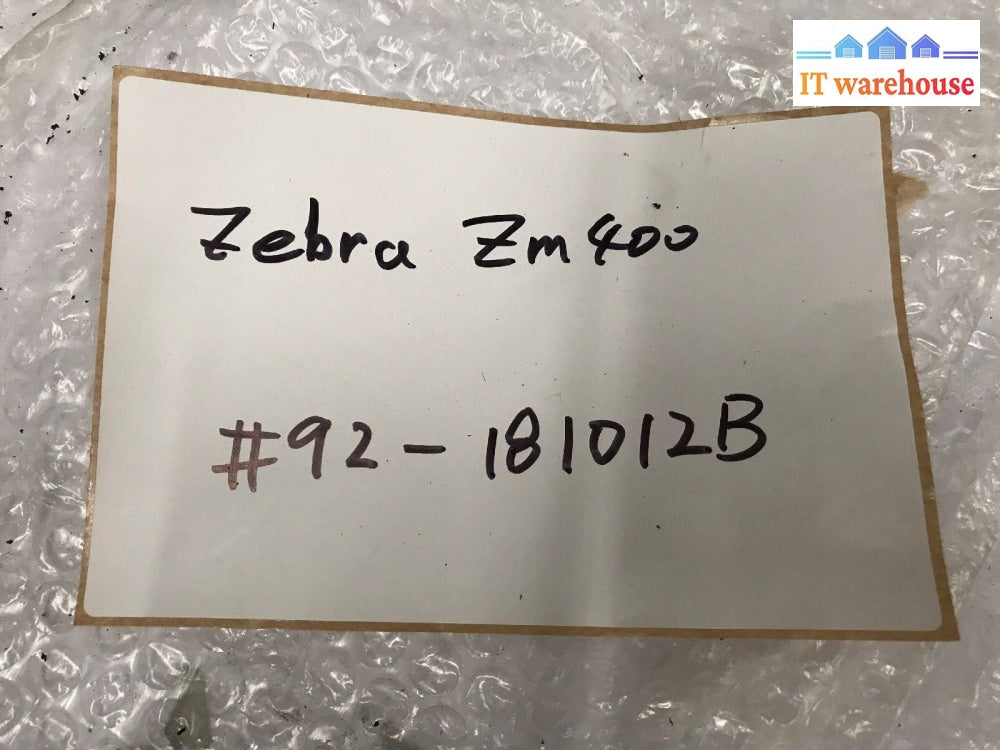 IT warehouse
Zebra Zm400
#92-181012B